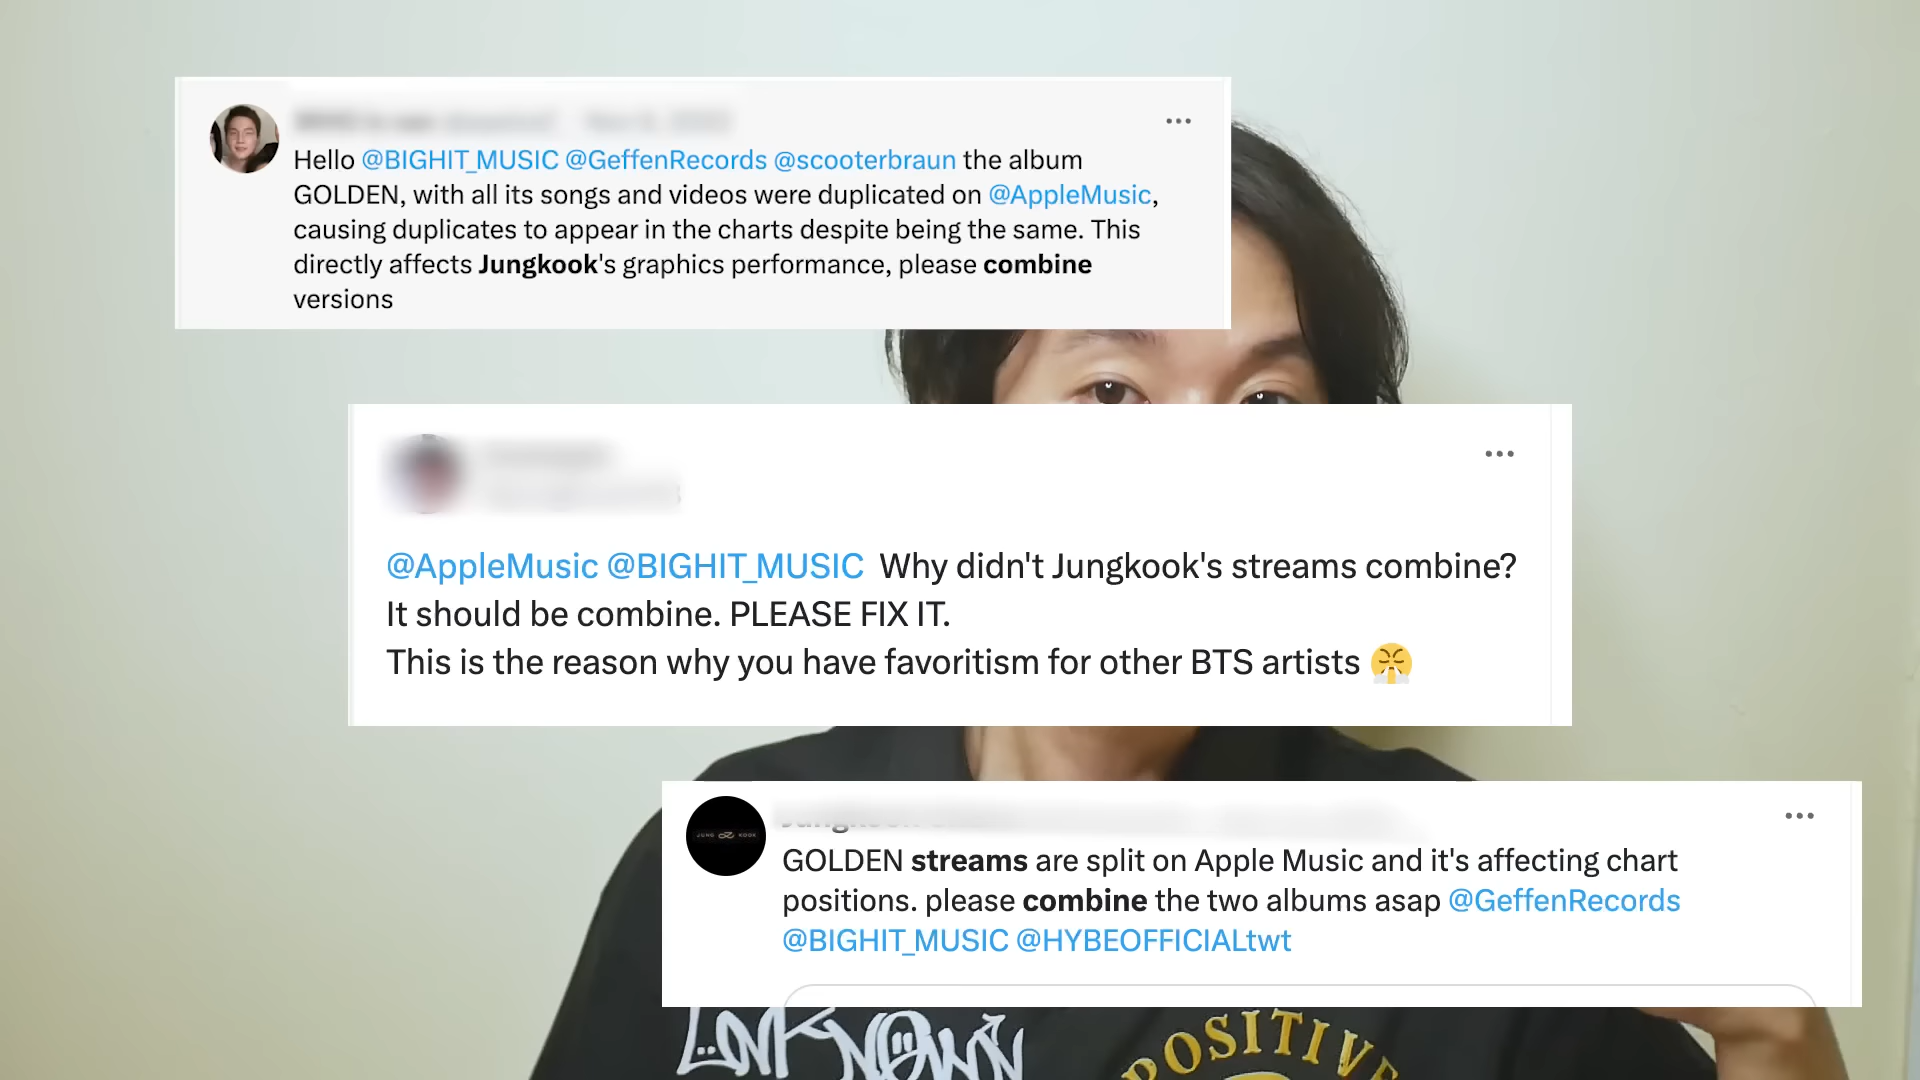 Hello @BIGHIT_MUSIC @GeffenRecords @scooterbraun the album
GOLDEN, with all its songs and videos were duplicated on @AppleMusic,
causing duplicates to appear in the charts despite being the same. This
directly affects Jungkook's graphics performance, please combine
versions
@AppleMusic @BIGHIT_MUSIC Why didn't Jungkook's streams combine?
It should be combine. PLEASE FIX IT.
This is the reason why you have favoritism for other BTS artists 😤
JUNG KOOK
GOLDEN streams are split on Apple Music and it's affecting chart
positions. please combine the two albums asap @GeffenRecords
@BIGHIT_MUSIC @HYBEOFFICIALtwt
POSITIVE